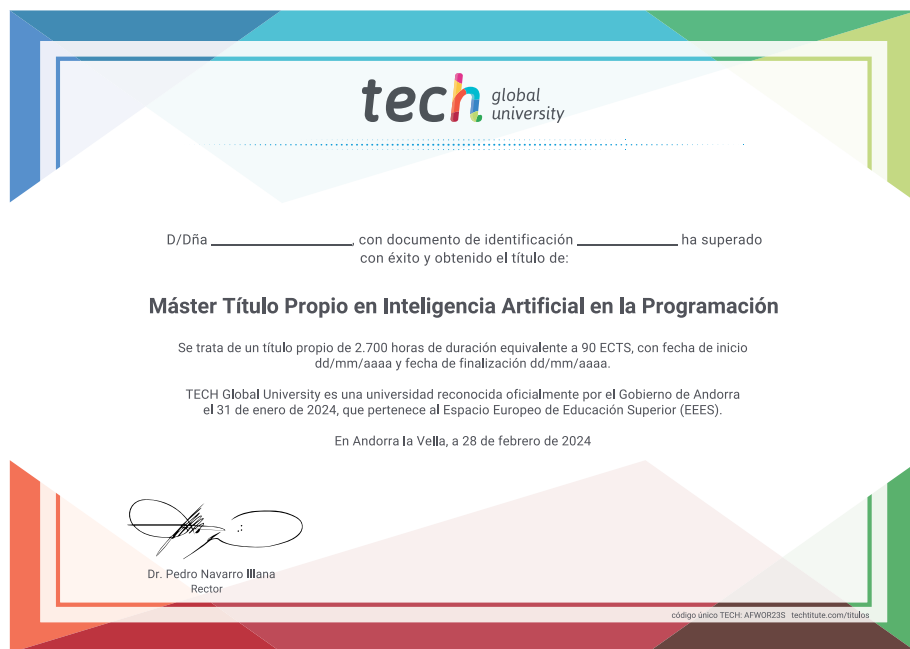 tech global university
D/Dña ________________, con documento de identificación ____________ ha superado
con éxito y obtenido el título de:
Máster Título Propio en Inteligencia Artificial en la Programación
Se trata de un título propio de 2.700 horas de duración equivalente a 90 ECTS, con fecha de inicio
dd/mm/aaaa y fecha de finalización dd/mm/aaaa.
TECH Global University es una universidad reconocida oficialmente por el Gobierno de Andorra
el 31 de enero de 2024, que pertenece al Espacio Europeo de Educación Superior (EEES).
En Andorra la Vella, a 28 de febrero de 2024
Dr. Pedro Navarro Illana
Rector
código único TECH: AFWOR23S techtitute.com/titulos